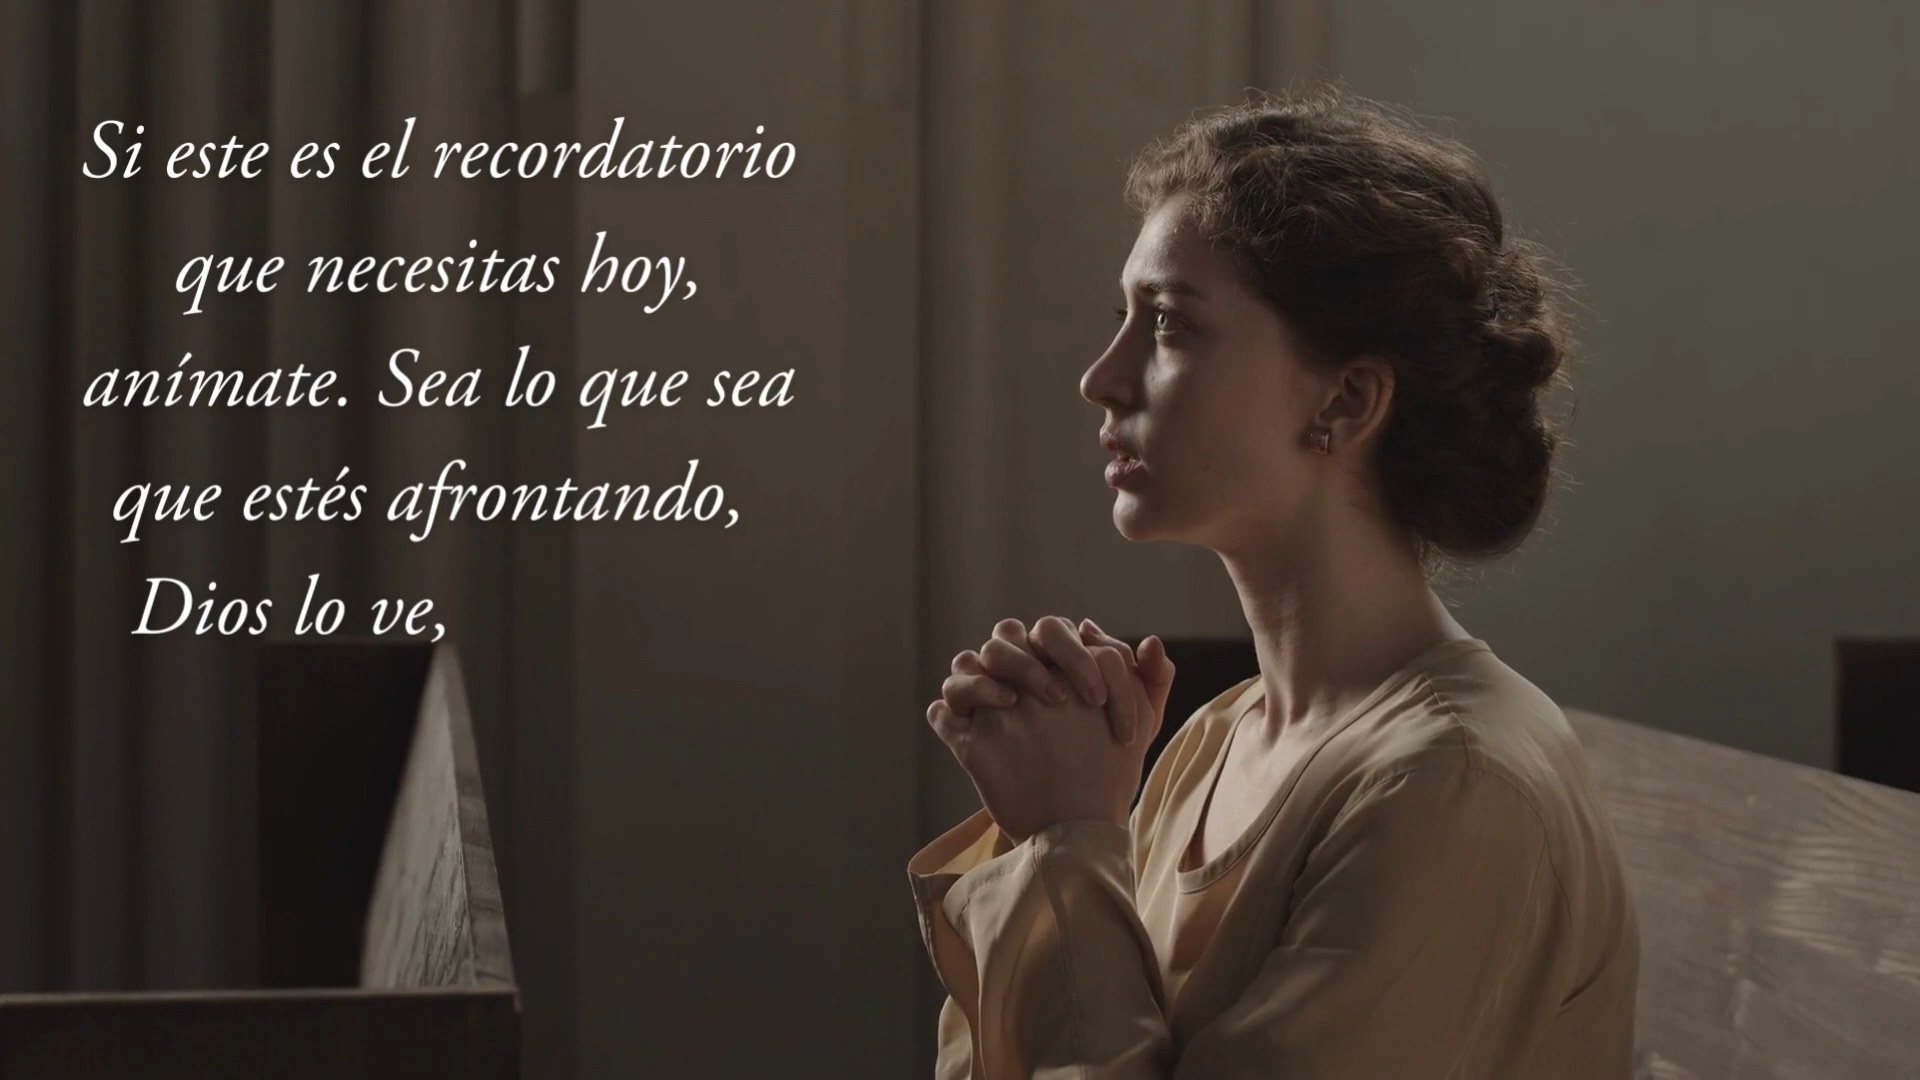 Si este es el recordatorio
que necesitas hoy,
anímate. Sea lo que sea
que estés afrontando,
Dios lo ve,